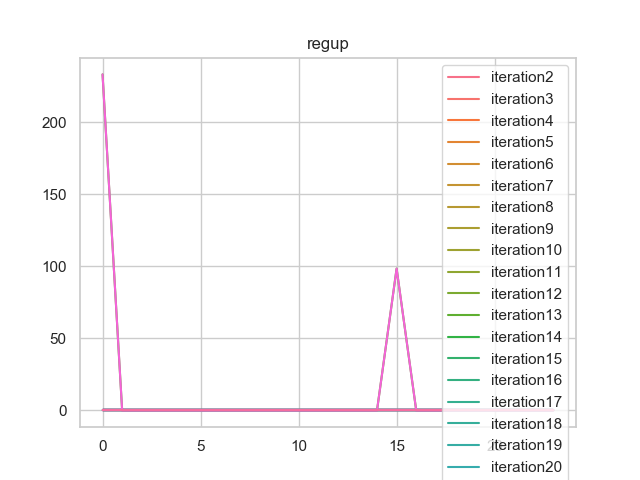 regup
200
150
100
50
0
0
5
10
15
iteration2
iteration3
iteration4
iteration5
iteration6
iteration7
iteration8
iteration9
iteration10
iteration11
iteration12
iteration13
iteration14
iteration15
iteration16
iteration17
iteration18
iteration19
iteration20